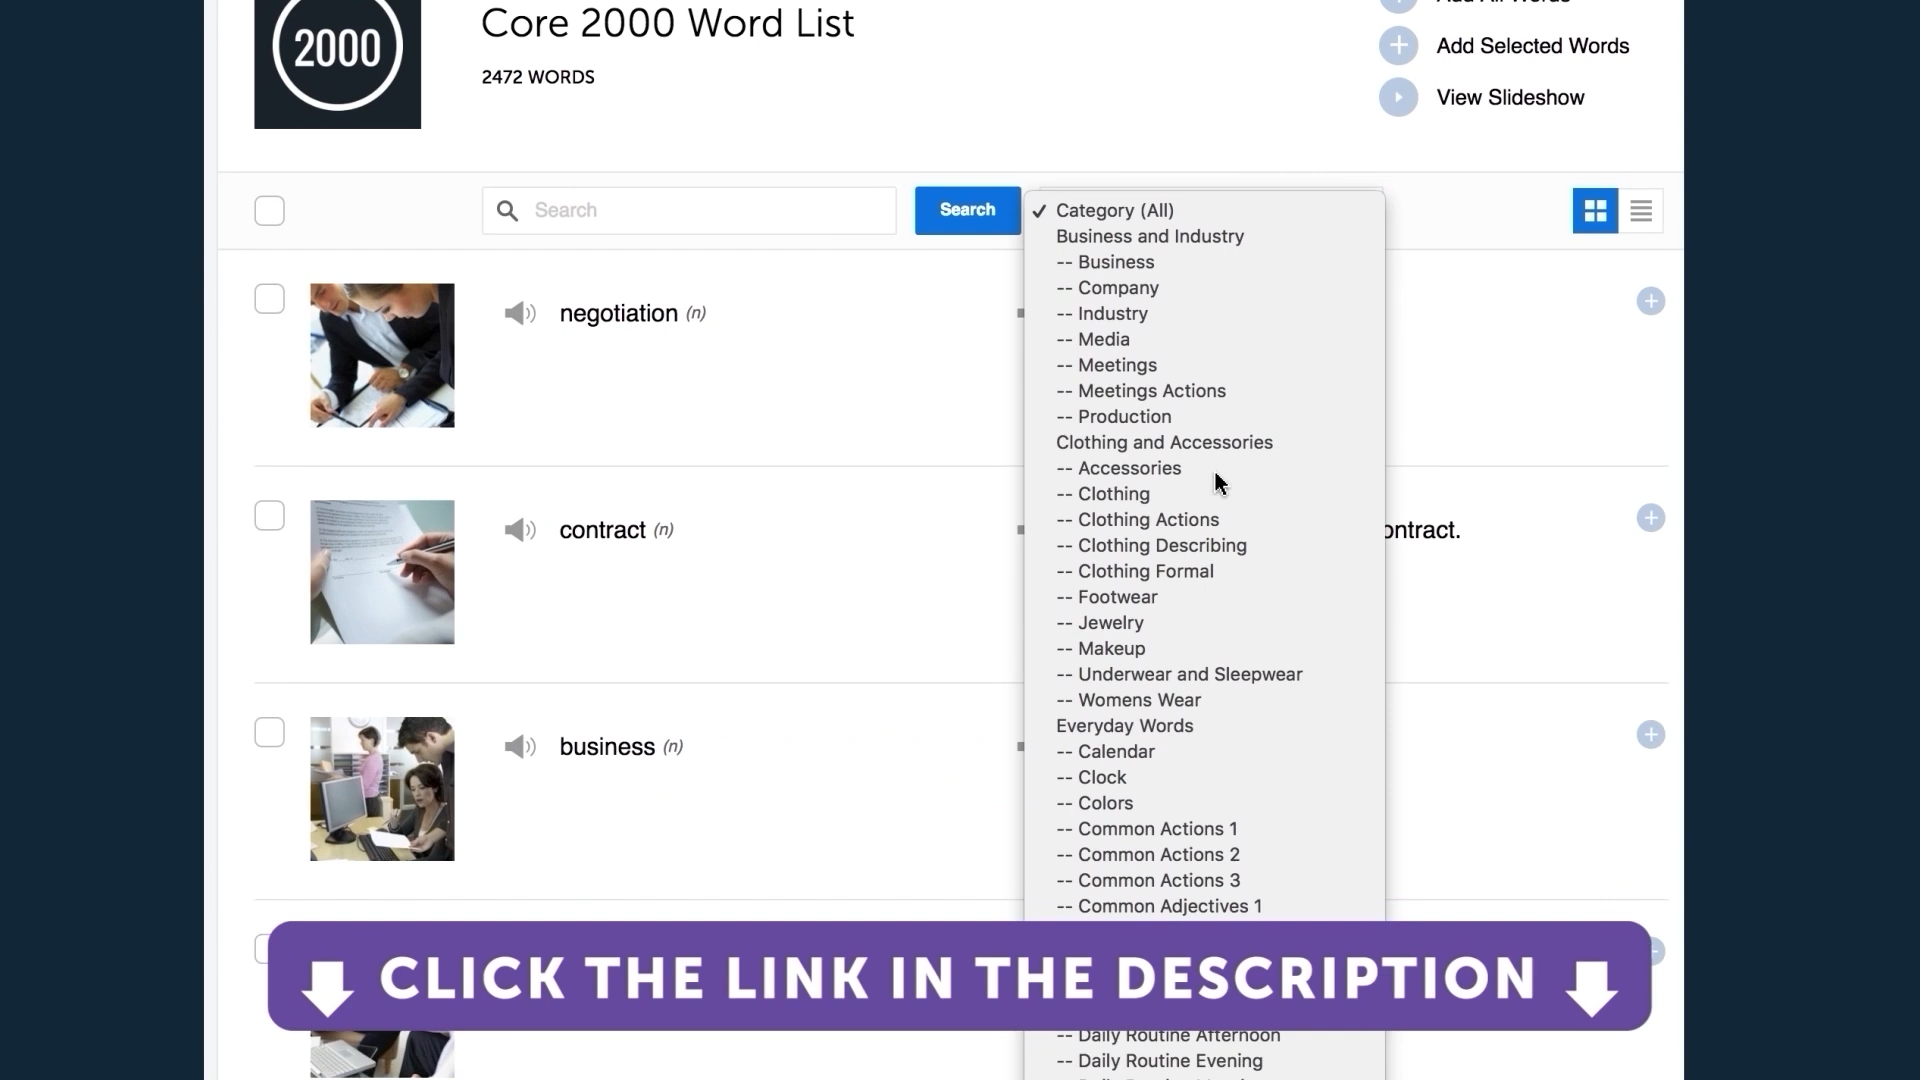 2000
Core 2000 Word List
2472 WORDS
Add All Words
Add Selected Words
View Slideshow
Search
Search
✓ Category (All)
Business and Industry
-- Business
-- Company
-- Industry
-- Media
-- Meetings
-- Meetings Actions
-- Production
Clothing and Accessories
-- Accessories
-- Clothing
-- Clothing Actions
-- Clothing Describing
-- Clothing Formal
-- Footwear
-- Jewelry
-- Makeup
-- Underwear and Sleepwear
-- Womens Wear
Everyday Words
-- Calendar
-- Clock
-- Colors
-- Common Actions 1
-- Common Actions 2
-- Common Actions 3
-- Common Adjectives 1
-- Daily Routine Afternoon
-- Daily Routine Evening
negotiation (n)
contract (n)
ontract.
business (n)
CLICK THE LINK IN THE DESCRIPTION